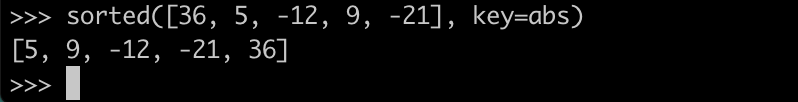 >>> sorted([36, 5, -12, 9, -21], key=abs)
[5, 9, -12, -21, 36]
>>>